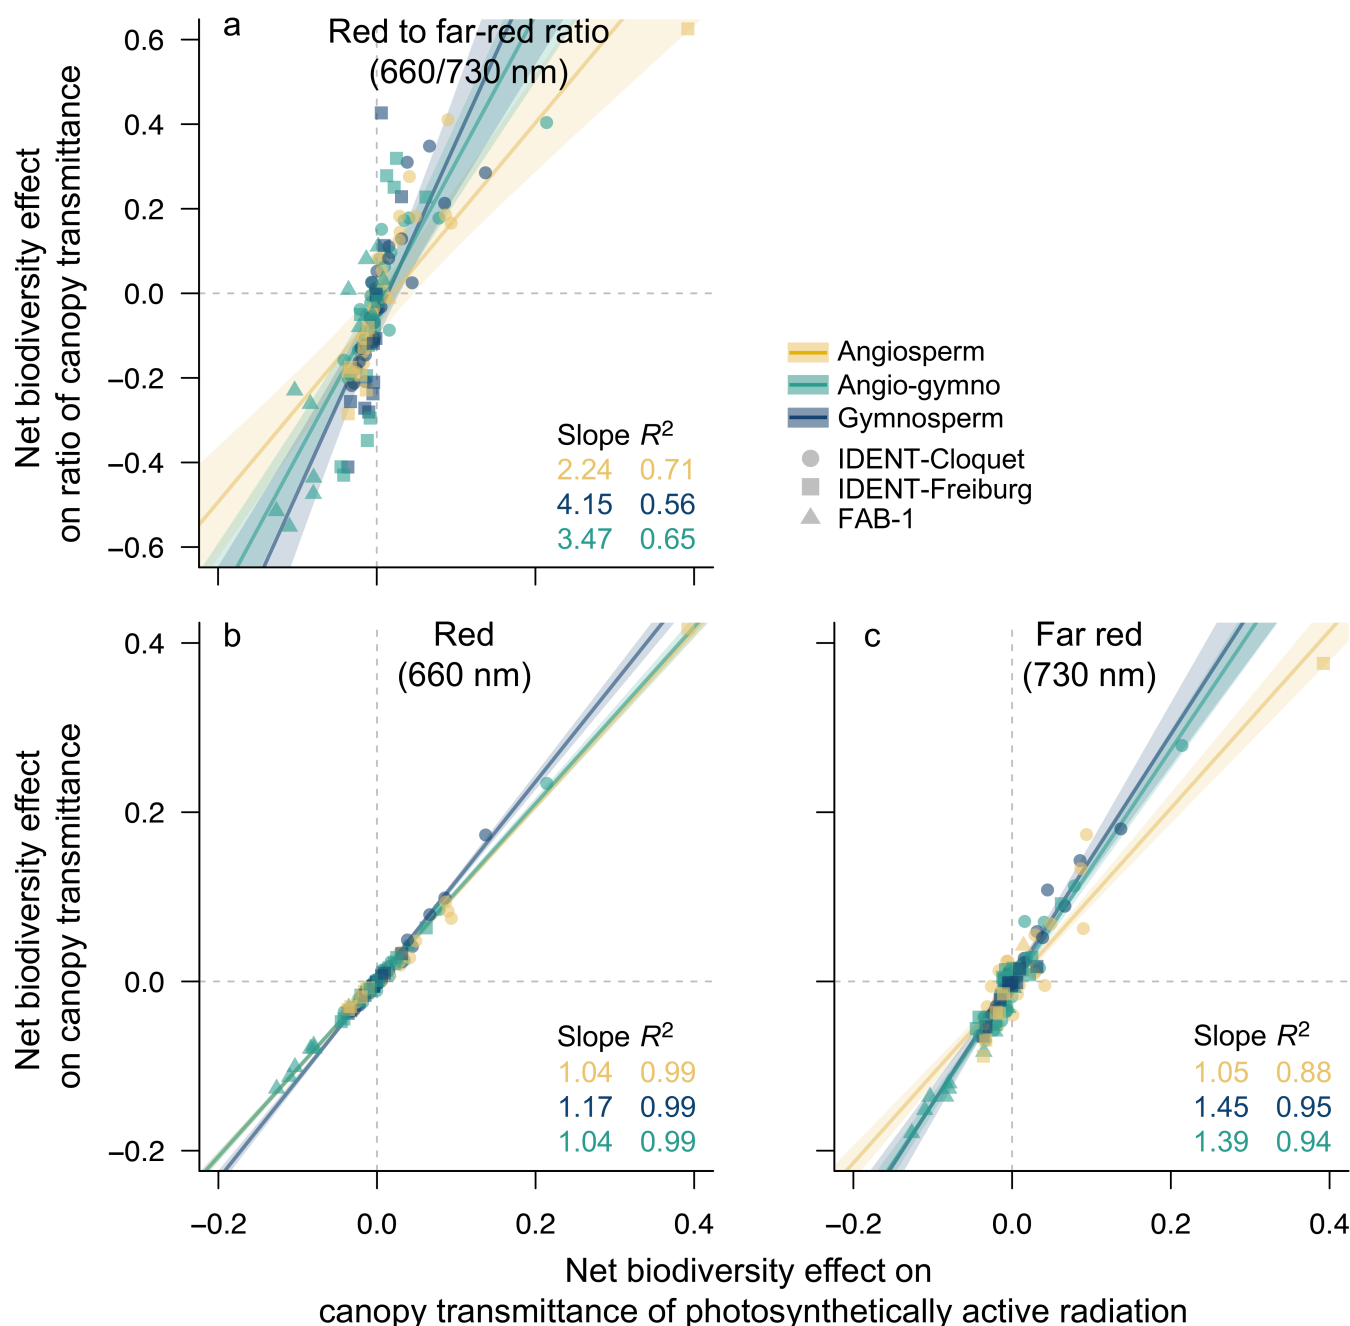 a
Red to far-red ratio
(660/730 nm)
Net biodiversity effect
on ratio of canopy transmittance
0.6
0.4
0.2
0.0
−0.2
−0.4
−0.6
Slope R2
2.24 0.71
4.15 0.56
3.47 0.65
Angiosperm
Angio-gymno
Gymnosperm
IDENT-Cloquet
IDENT-Freiburg
FAB-1
b
Red
(660 nm)
Net biodiversity effect
on canopy transmittance
0.4
0.2
0.0
−0.2
Slope R2
1.04 0.99
1.17 0.99
1.04 0.99
−0.2 0.0 0.2 0.4
c
Far red
(730 nm)
Slope R2
1.05 0.88
1.45 0.95
1.39 0.94
−0.2 0.0 0.2 0.4
Net biodiversity effect on
canopy transmittance of photosynthetically active radiation